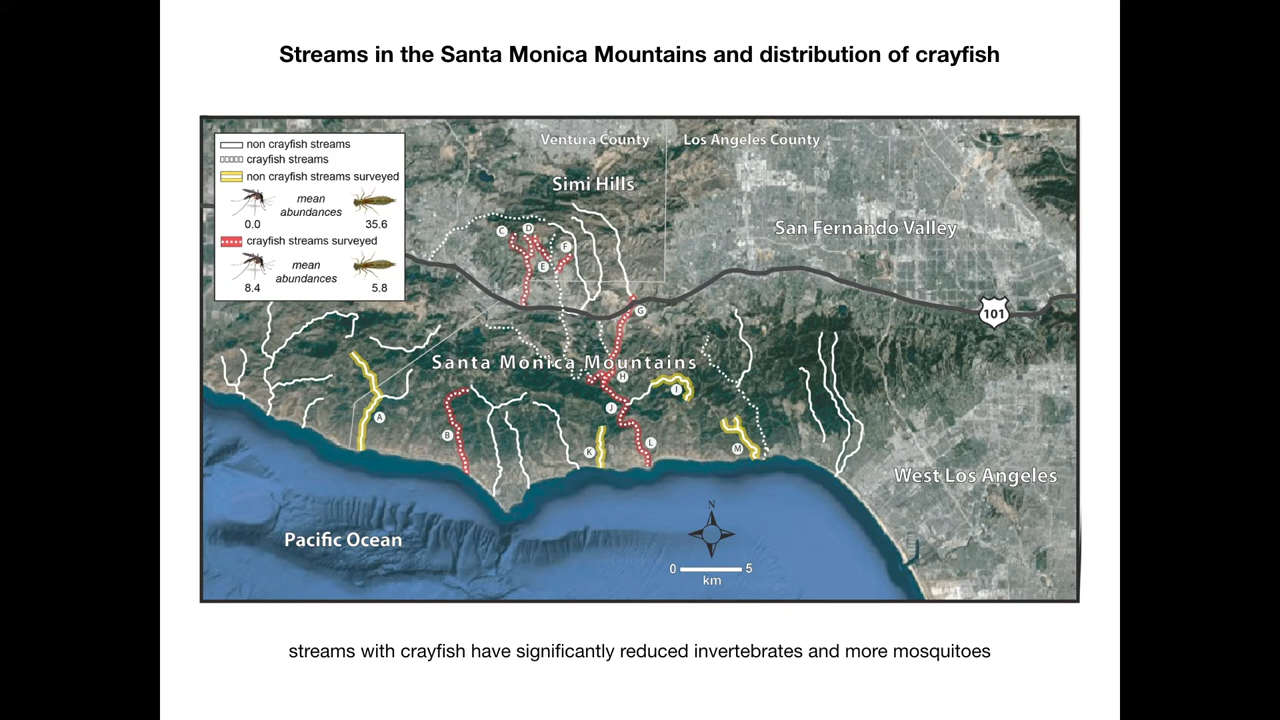 Streams in the Santa Monica Mountains and distribution of crayfish
non crayfish streams
crayfish streams
non crayfish streams surveyed
mean
abundances
0.0
35.6
crayfish streams surveyed
mean
abundances
8.4
5.8
Ventura County
Los Angeles County
Simi Hills
San Fernando Valley
C
D
F
E
G
101
Santa Monica Mountains
H
I
J
A
B
K
L
M
West Los Angeles
Pacific Ocean
N
0
5
km
streams with crayfish have significantly reduced invertebrates and more mosquitoes